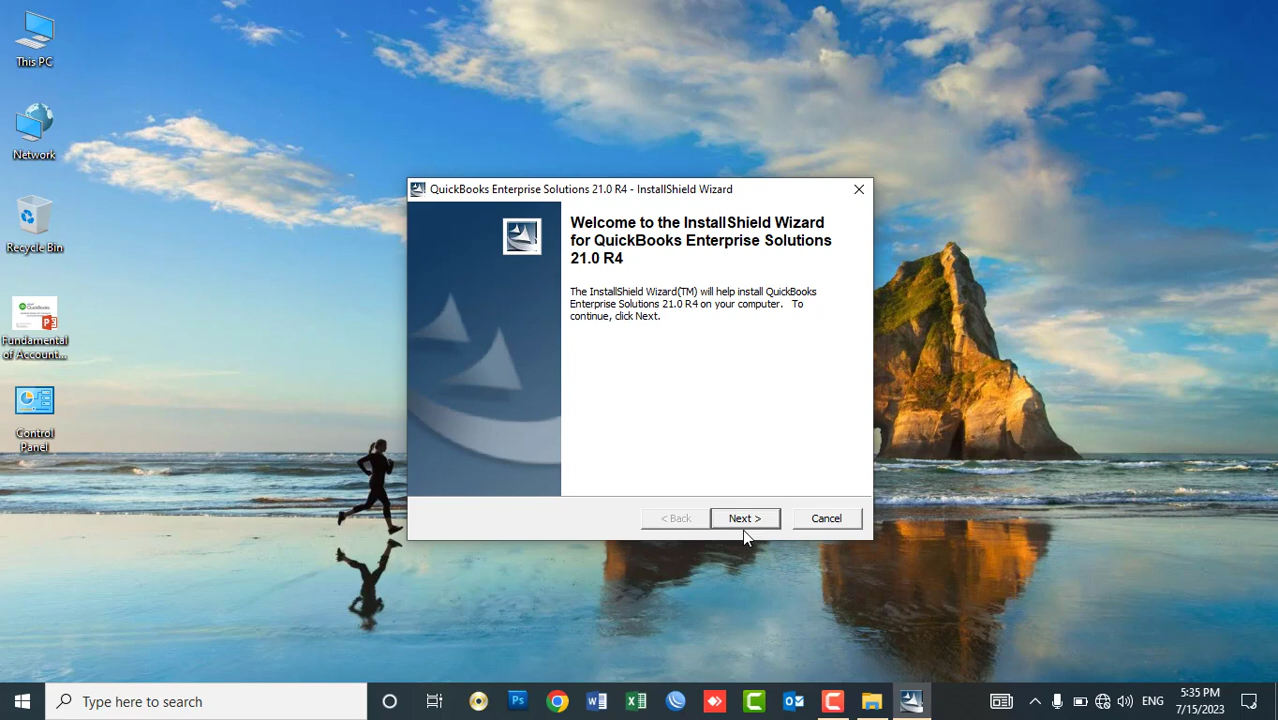 This PC
Network
Recycle Bin
QuickBooks
Fundamental
of Account...
Control
Panel
QuickBooks Enterprise Solutions 21.0 R4 - InstallShield Wizard
Welcome to the InstallShield Wizard
for QuickBooks Enterprise Solutions
21.0 R4
The InstallShield Wizard(TM) will help install QuickBooks
Enterprise Solutions 21.0 R4 on your computer. To
continue, click Next.
< Back
Next >
Cancel
Type here to search
Ps
ENG
5:35 PM
7/15/2023